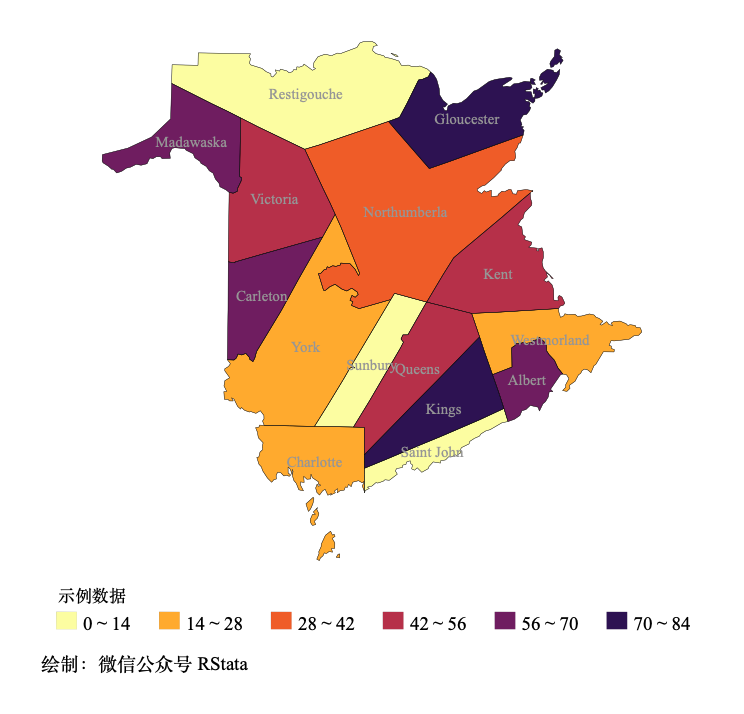 Restigouche
Gloucester
Madawaska
Victoria
Northumberla
Kent
Carleton
York
Westmorland
Sunbury
Queens
Albert
Kings
Saint John
Charlotte
示例数据
0 ~ 14
14 ~ 28
28 ~ 42
42 ~ 56
56 ~ 70
70 ~ 84
绘制：微信公众号 RStata